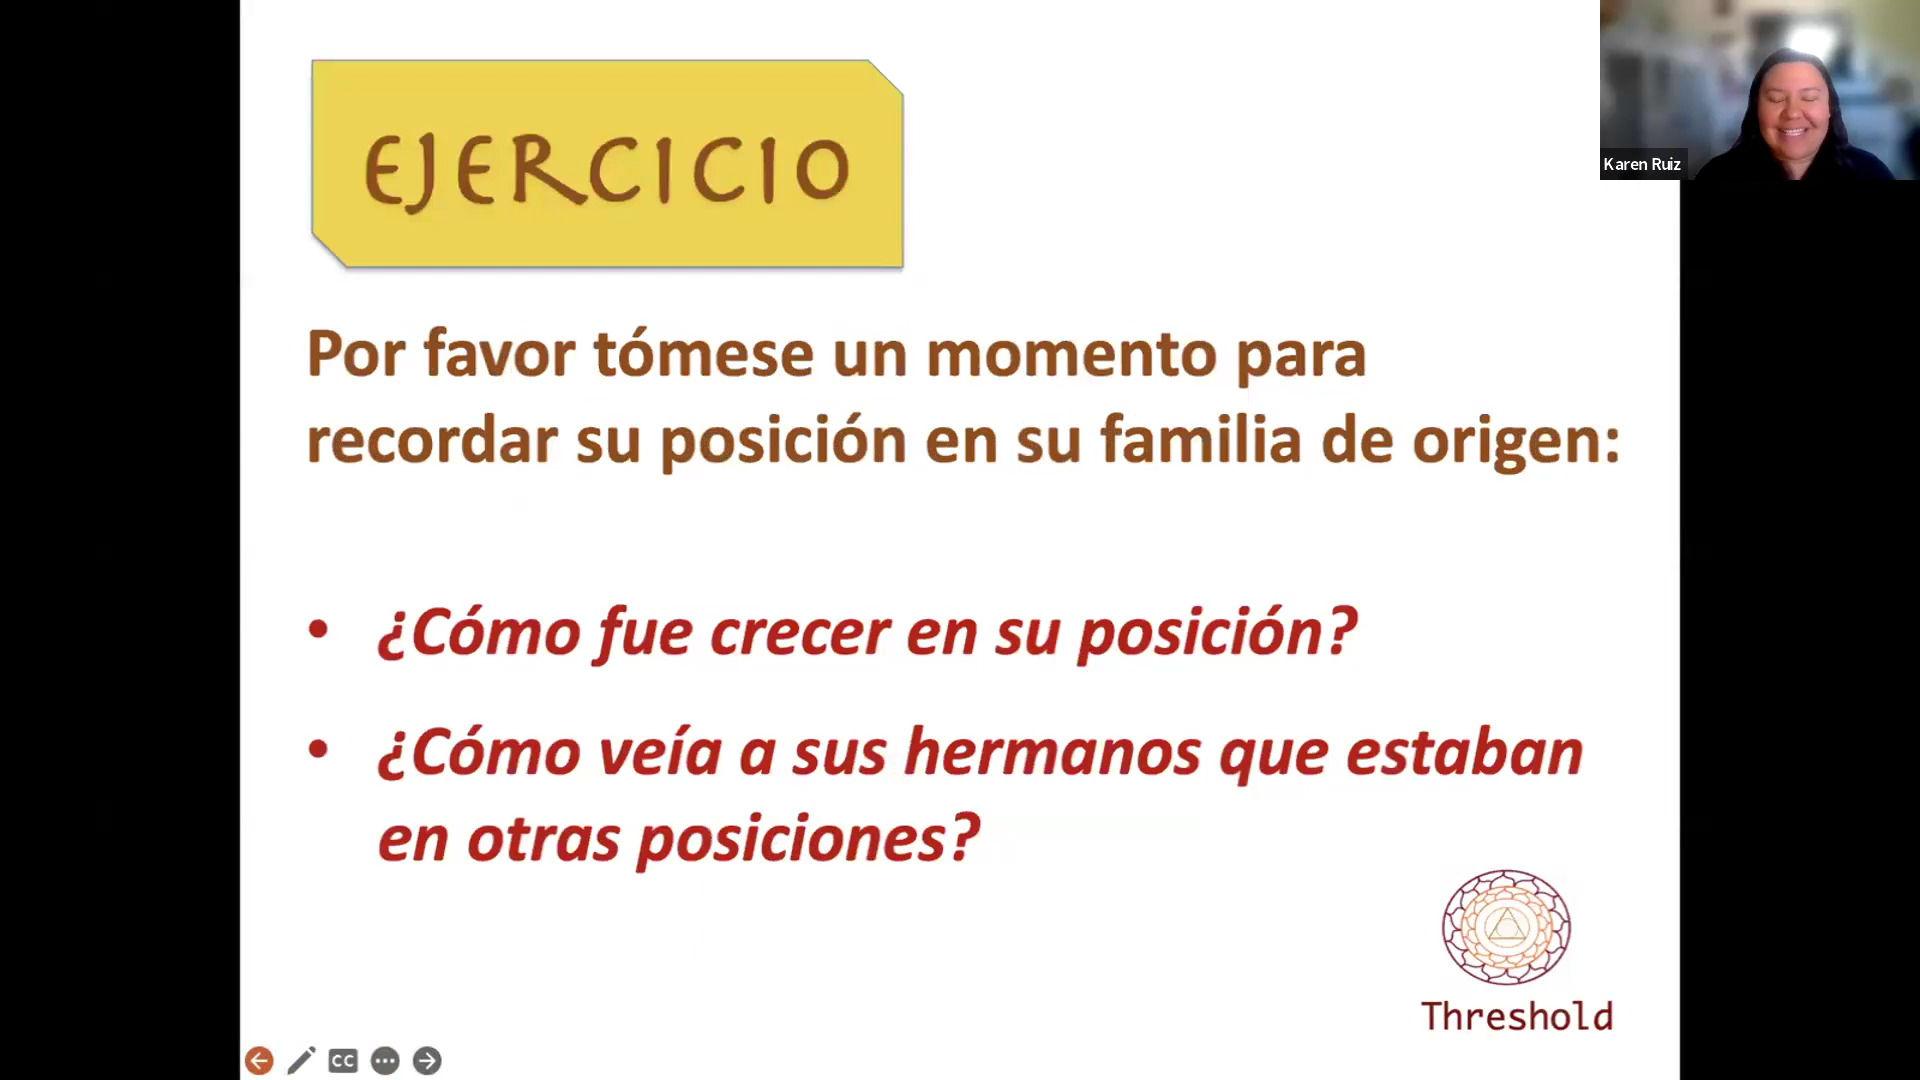 EJERCICIO
Karen Ruiz
Por favor tómese un momento para
recordar su posición en su familia de origen:
• ¿Cómo fue crecer en su posición?
• ¿Cómo veía a sus hermanos que estaban
en otras posiciones?
Threshold
CC